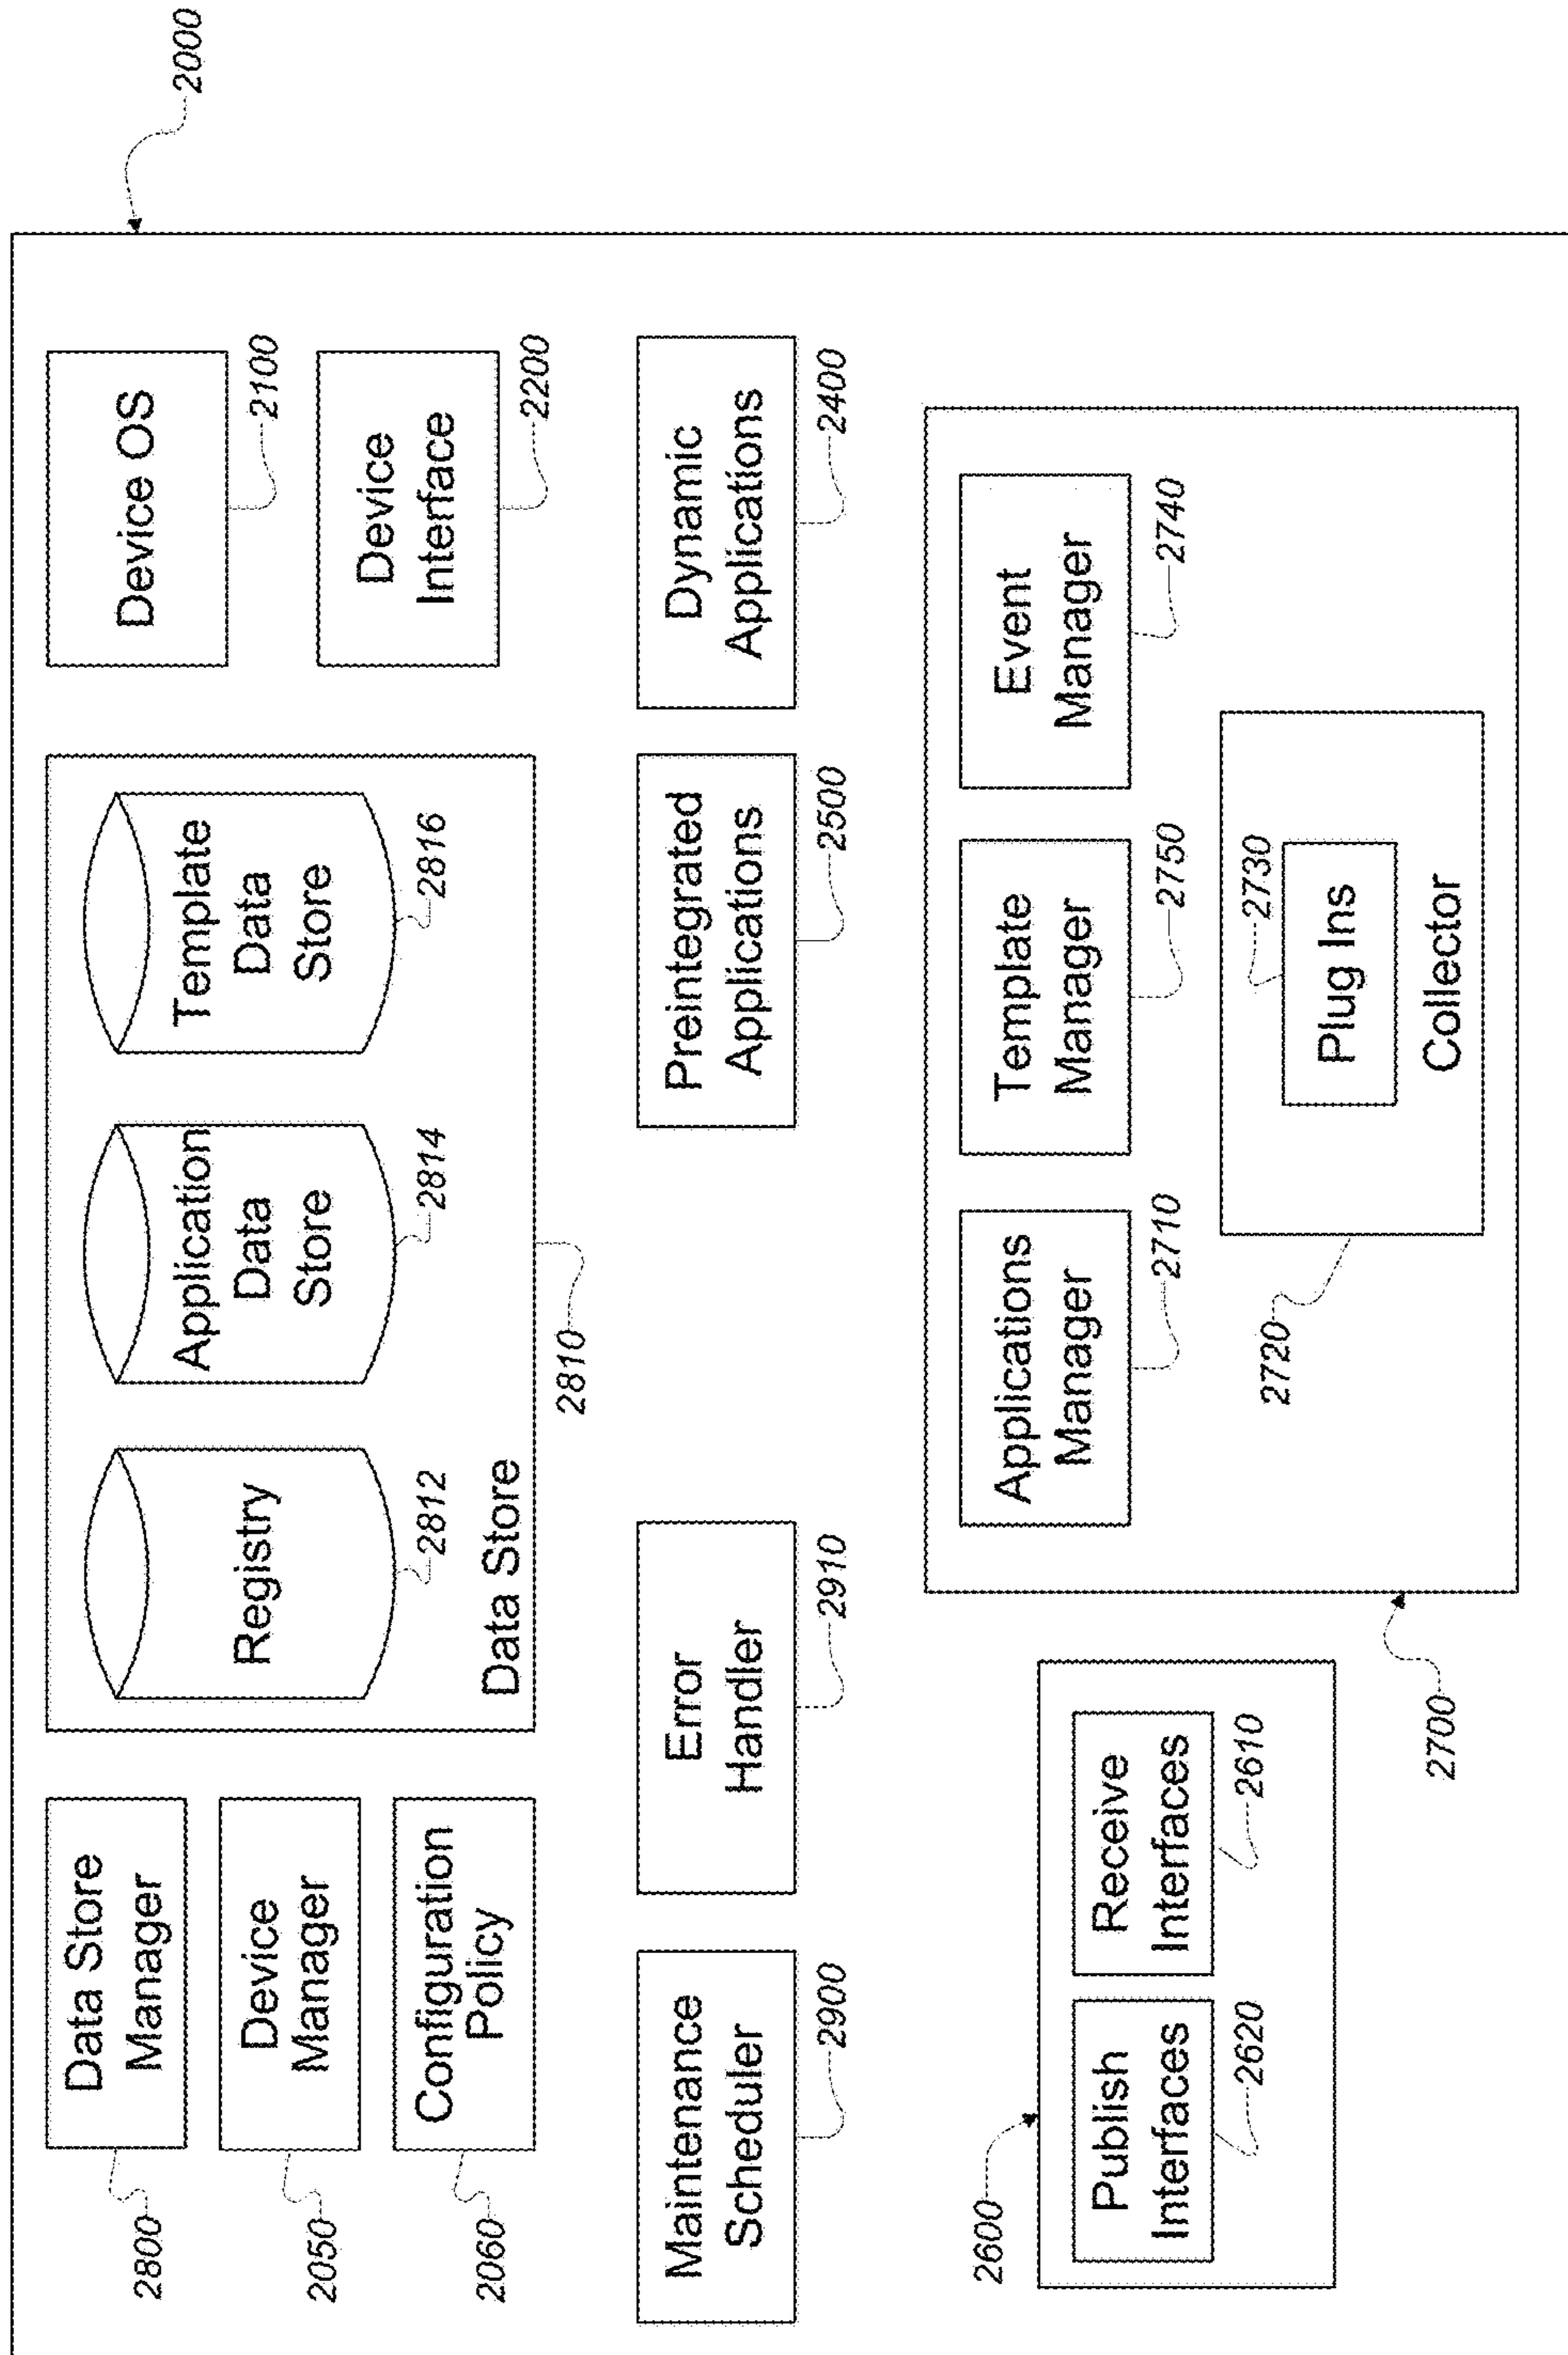 2000
Data Store
Manager
2800
Device
Manager
2050
Configuration
Policy
2060
Registry
2812
Application
Data
Store
2814
Template
Data
Store
2816
Data Store
2810
Device OS
2100
Device
Interface
2200
Maintenance
Scheduler
2900
Error
Handler
2910
Preintegrated
Applications
2500
Dynamic
Applications
2400
2600
Publish
Interfaces
2620
Receive
Interfaces
2610
2700
Applications
Manager
2710
Template
Manager
2750
Event
Manager
2740
2720
2730
Plug Ins
Collector